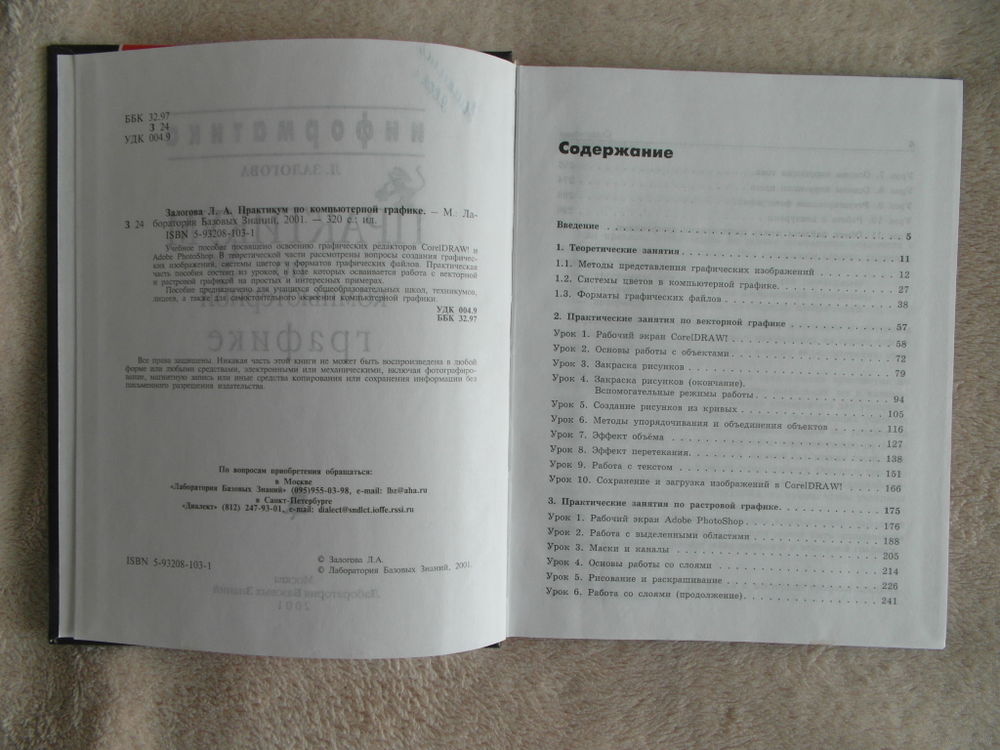 ББК 32.97
З 24
УДК 004.9
Залогова Л. А. Практикум по компьютерной графике. — М.: Ла-
З 24 боратория Базовых Знаний, 2001. — 320 с.: ил.
ISBN 5-93208-103-1
Учебное пособие посвящено освоению графических редакторов CorelDRAW! и
Adobe PhotoShop. В теоретической части рассмотрены вопросы создания графичес-
ких изображений, системы цветов и форматов графических файлов. Практическая
часть пособия состоит из уроков, в ходе которых осваивается работа с векторной
и растровой графикой на простых и интересных примерах.
Пособие предназначено для учащихся общеобразовательных школ, техникумов,
лицеев, а также для самостоятельного освоения компьютерной графики.
УДК 004.9
ББК 32.97
Все права защищены. Никакая часть этой книги не может быть воспроизведена в любой
форме или любыми средствами, электронными или механическими, включая фотографиро-
вание, магнитную запись или иные средства копирования или сохранения информации без
письменного разрешения издательства.
По вопросам приобретения обращаться:
в Москве
«Лаборатория Базовых Знаний» (095)955-03-98, e-mail: lbz@aha.ru
в Санкт-Петербурге
«Диалект» (812) 247-93-01, e-mail: dialect@sndlct.ioffe.rssi.ru
ISBN 5-93208-103-1
© Залогова Л.А.
© Лаборатория Базовых Знаний, 2001.
Содержание
Введение . . . 5
1. Теоретические занятия . . . 11
1.1. Методы представления графических изображений . . . 12
1.2. Системы цветов в компьютерной графике. . . . 27
1.3. Форматы графических файлов . . . 38
2. Практические занятия по векторной графике . . . 57
Урок 1. Рабочий экран CorelDRAW! . . . 58
Урок 2. Основы работы с объектами . . . 72
Урок 3. Закраска рисунков . . . 79
Урок 4. Закраска рисунков (окончание).
Вспомогательные режимы работы . . . 94
Урок 5. Создание рисунков из кривых . . . 105
Урок 6. Методы упорядочивания и объединения объектов . . . 116
Урок 7. Эффект объёма . . . 127
Урок 8. Эффект перетекания. . . . 138
Урок 9. Работа с текстом . . . 151
Урок 10. Сохранение и загрузка изображений в CorelDRAW! . . . 166
3. Практические занятия по растровой графике. . . . 175
Урок 1. Рабочий экран Adobe PhotoShop . . . 176
Урок 2. Работа с выделенными областями . . . 188
Урок 3. Маски и каналы . . . 205
Урок 4. Основы работы со слоями . . . 214
Урок 5. Рисование и раскрашивание . . . 226
Урок 6. Работа со слоями (продолжение). . . . 241